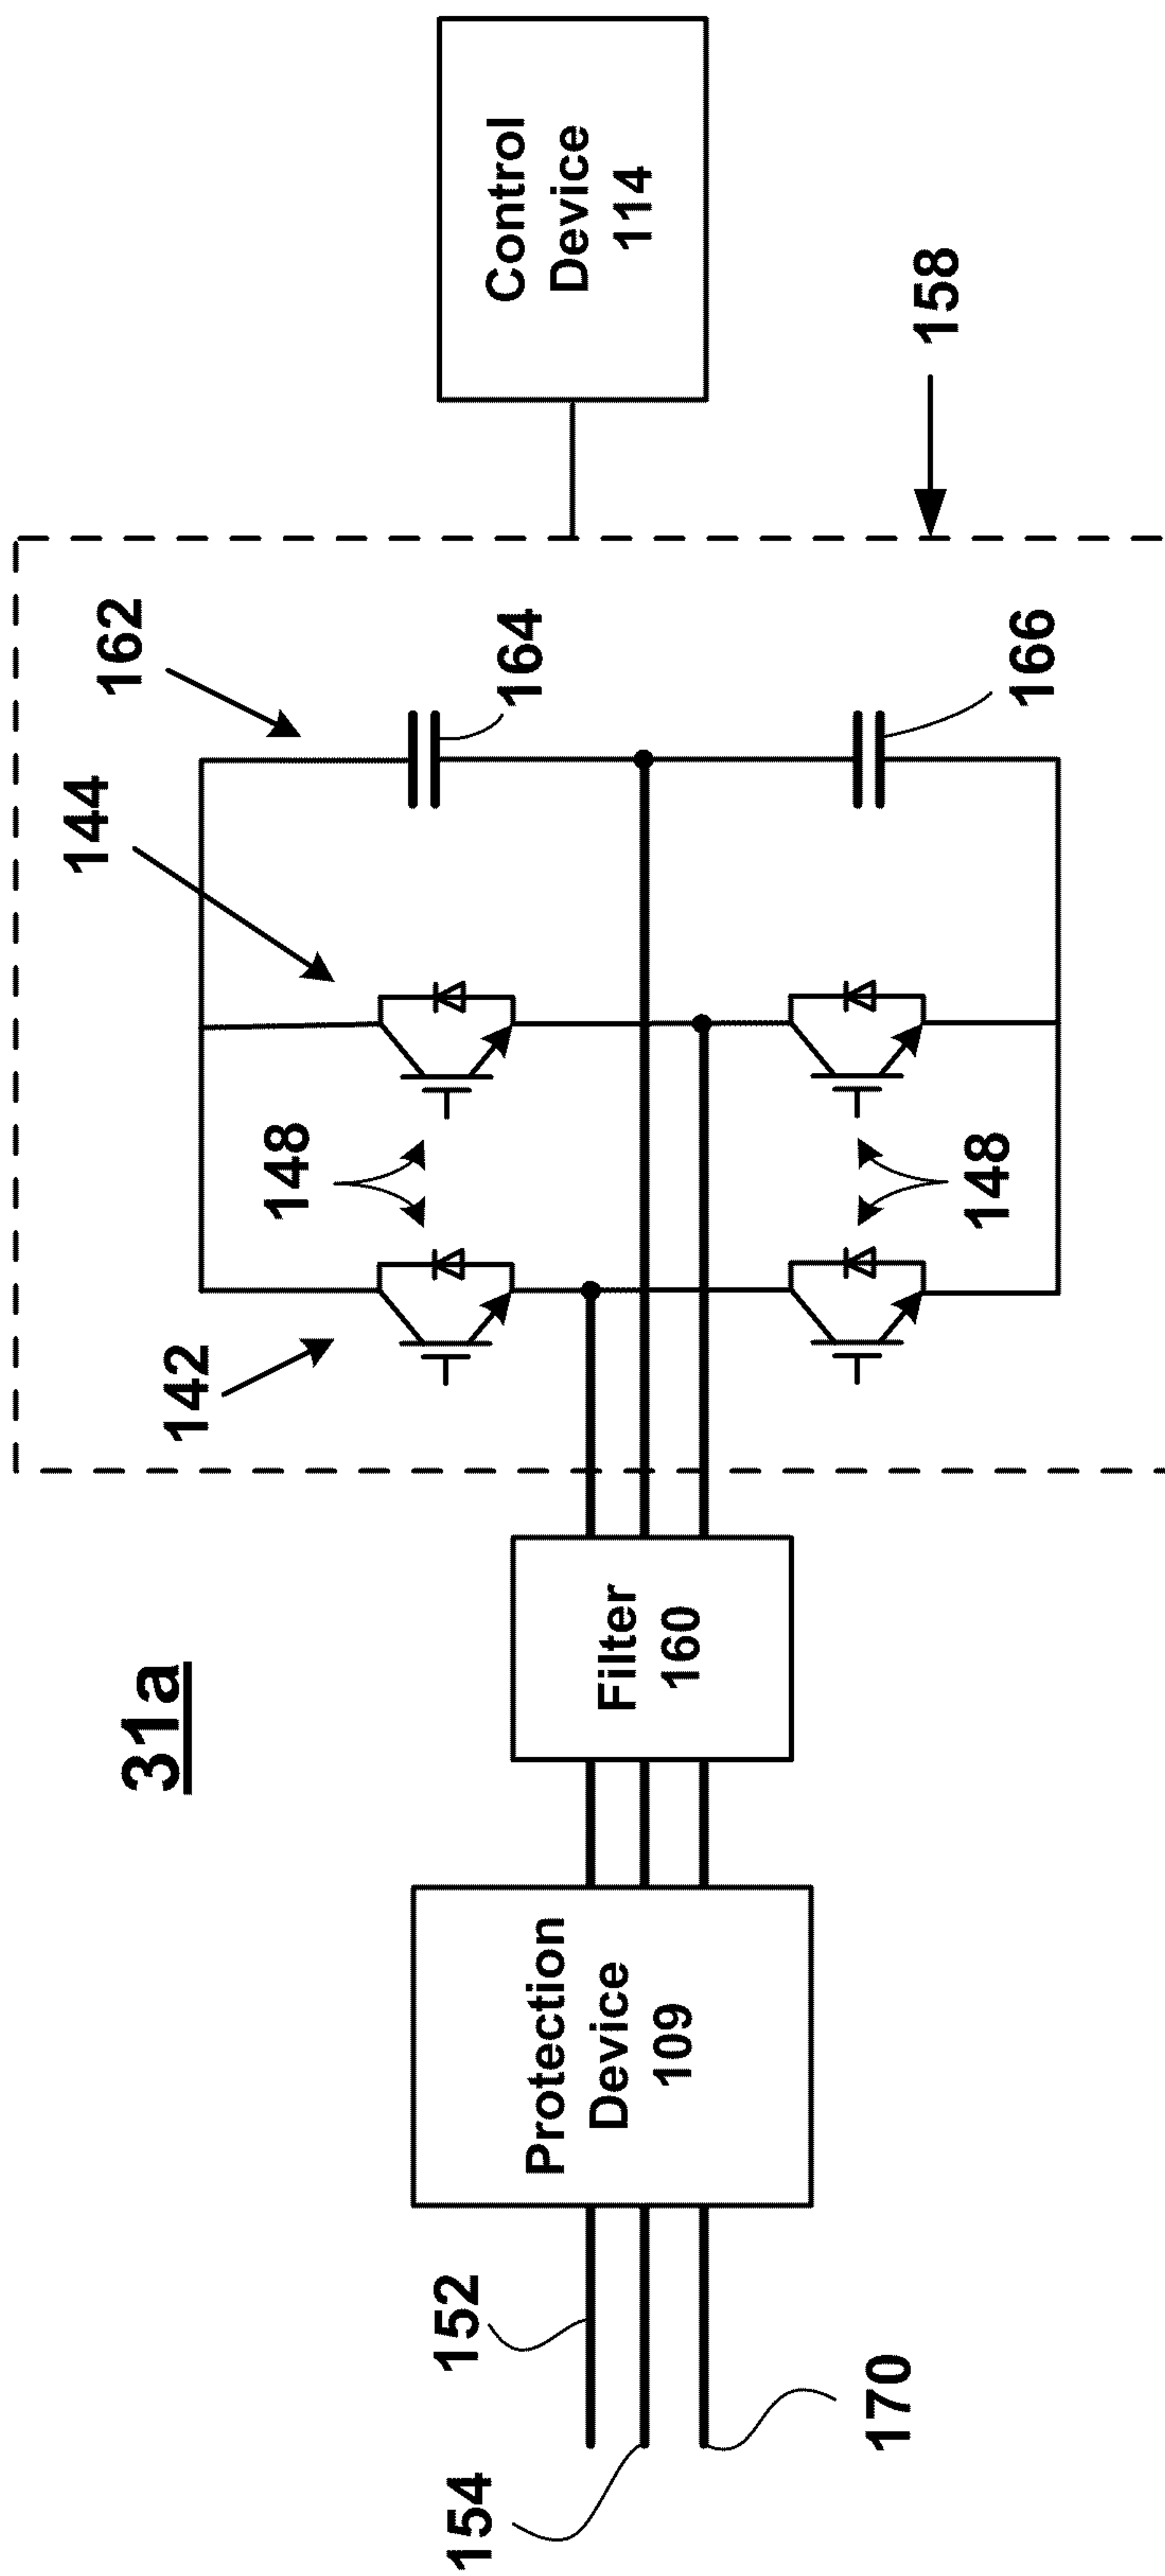 31a
162
144
142
148
148
164
166
158
Control
Device
114
Filter
160
Protection
Device
109
152
154
170